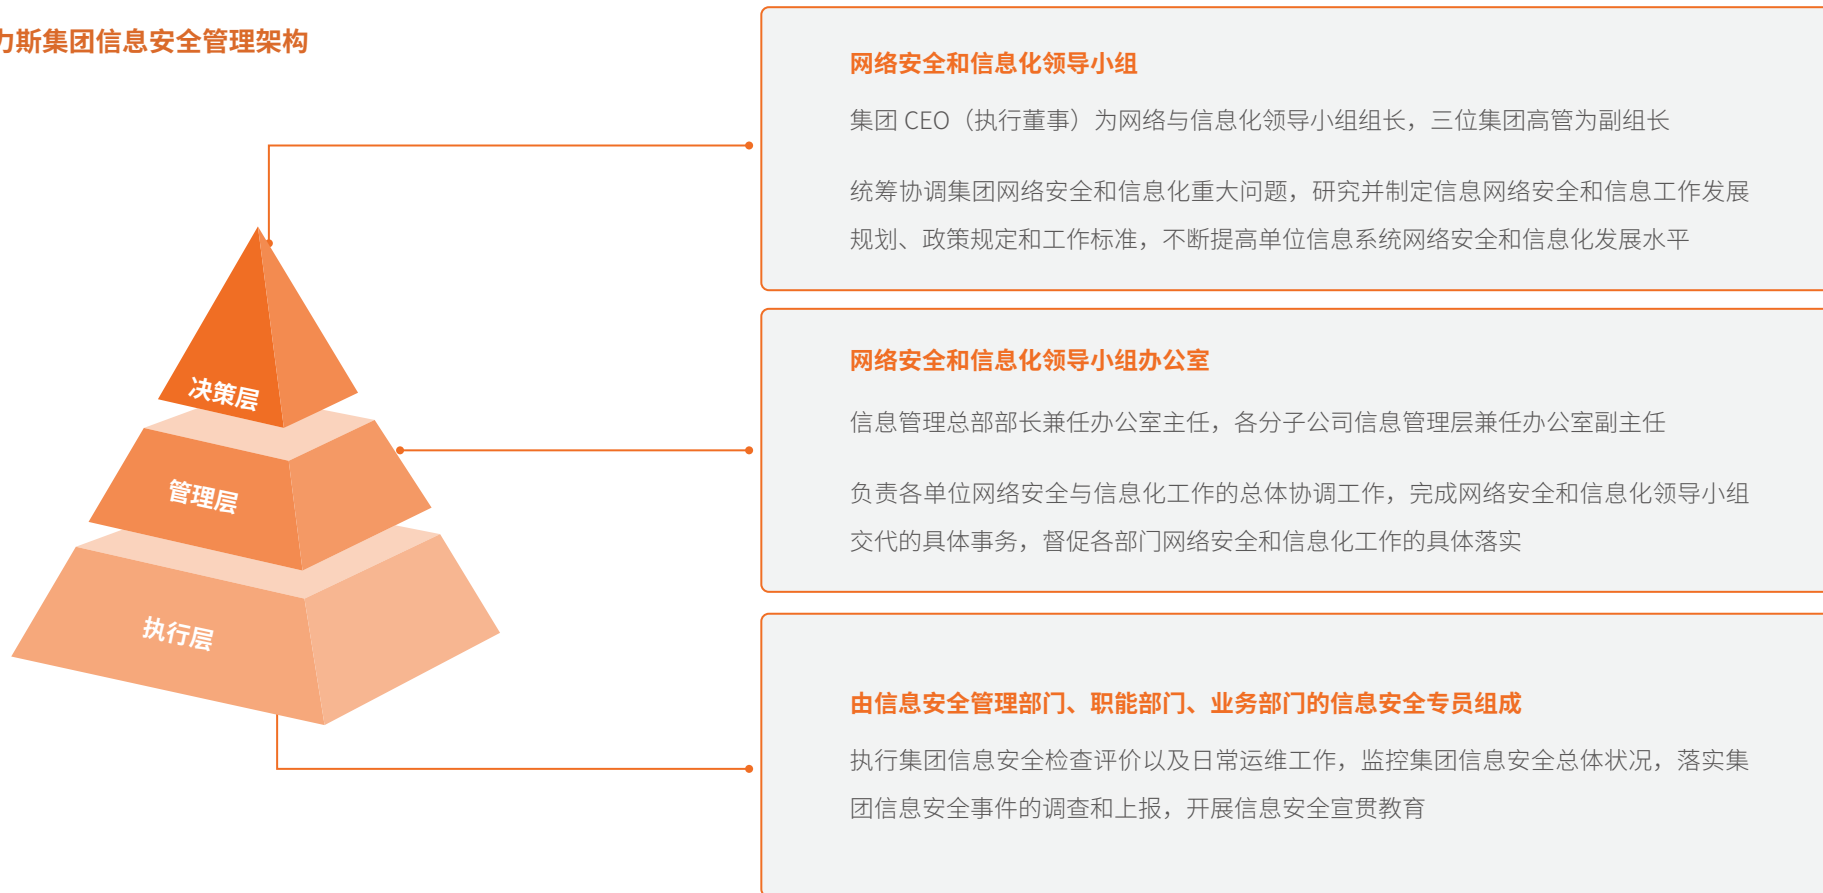 力斯集团信息安全管理架构
网络安全和信息化领导小组
集团 CEO（执行董事）为网络与信息化领导小组组长，三位集团高管为副组长
统筹协调集团网络安全和信息化重大问题，研究并制定信息网络安全和信息工作发展
规划、政策规定和工作标准，不断提高单位信息系统网络安全和信息化发展水平
决策层
网络安全和信息化领导小组办公室
信息管理总部部长兼任办公室主任，各分子公司信息管理层兼任办公室副主任
负责各单位网络安全与信息化工作的总体协调工作，完成网络安全和信息化领导小组
交代的具体事务，督促各部门网络安全和信息化工作的具体落实
管理层
执行层
由信息安全管理部门、职能部门、业务部门的信息安全专员组成
执行集团信息安全检查评价以及日常运维工作，监控集团信息安全总体状况，落实集
团信息安全事件的调查和上报，开展信息安全宣贯教育